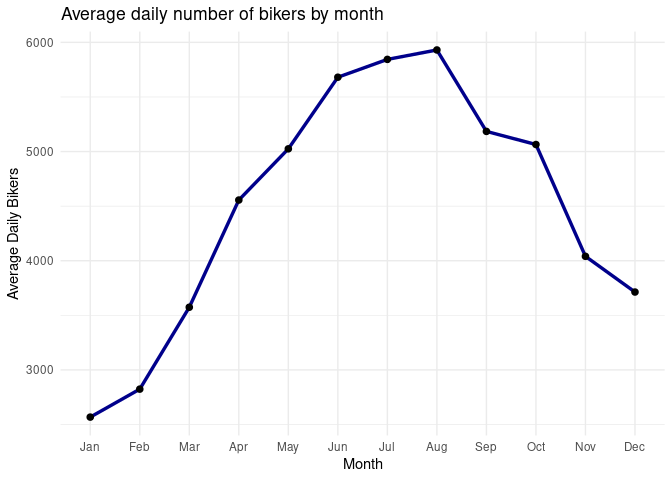 Average daily number of bikers by month
6000
5000
4000
3000
Average Daily Bikers
Jan Feb Mar Apr May Jun Jul Aug Sep Oct Nov Dec
Month